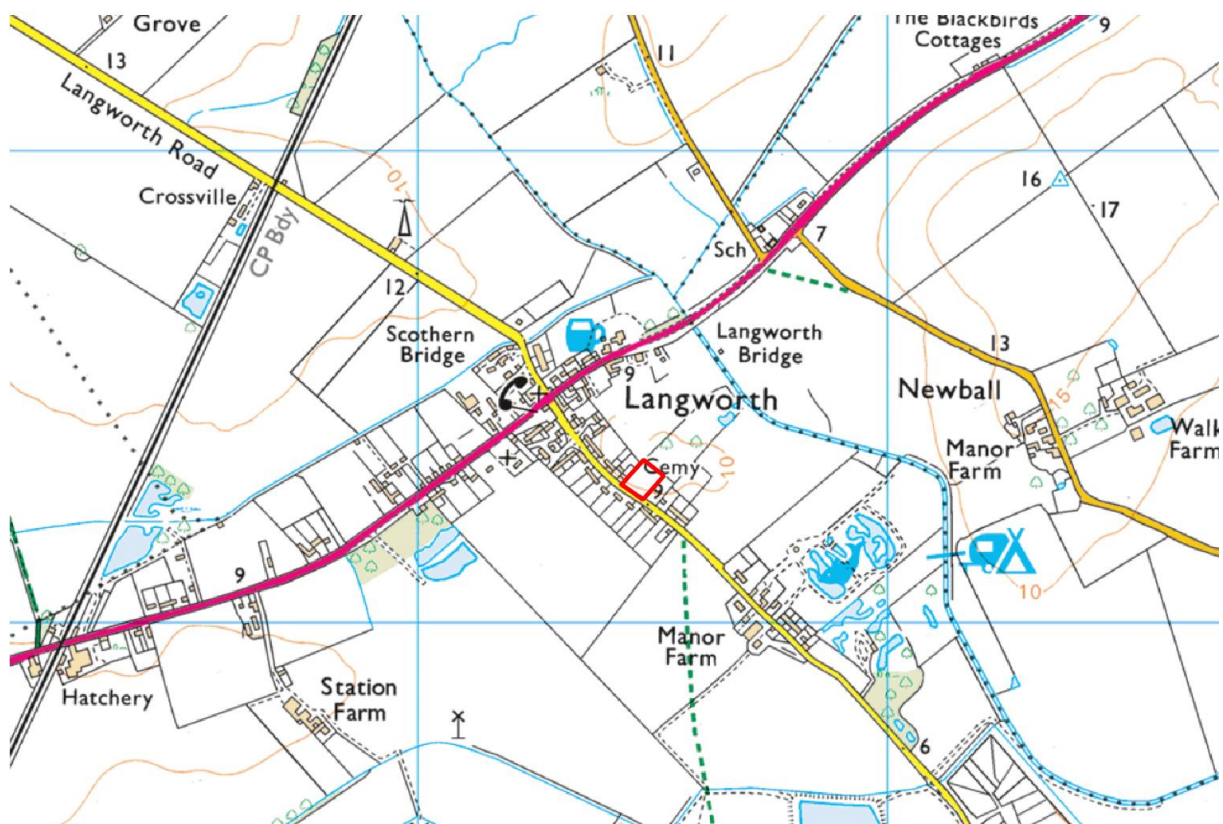 Grove
The Blackbirds
Cottages
9
13
11
Langworth Road
10
16
17
Crossville
CP Bdy
7
Sch
12
Scothern
Bridge
Langworth
Bridge
13
9
Langworth
Newball
15
Cemy
10
9
Manor
Farm
Walk
Farm
9
10
Manor
Farm
Hatchery
Station
Farm
6